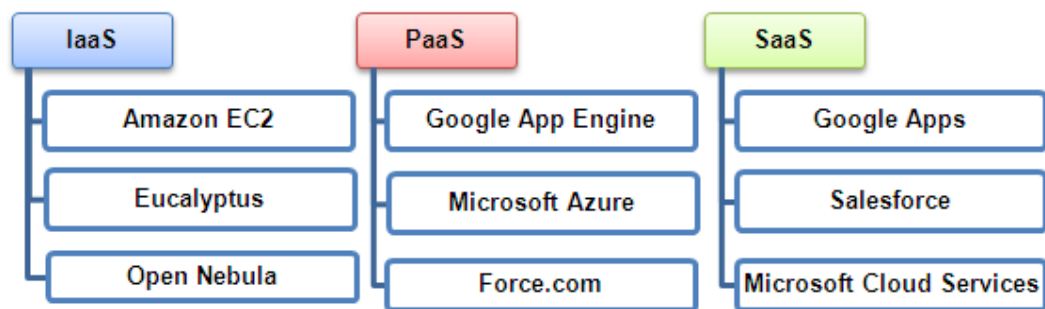 IaaS
Amazon EC2
Eucalyptus
Open Nebula
PaaS
Google App Engine
Microsoft Azure
Force.com
SaaS
Google Apps
Salesforce
Microsoft Cloud Services